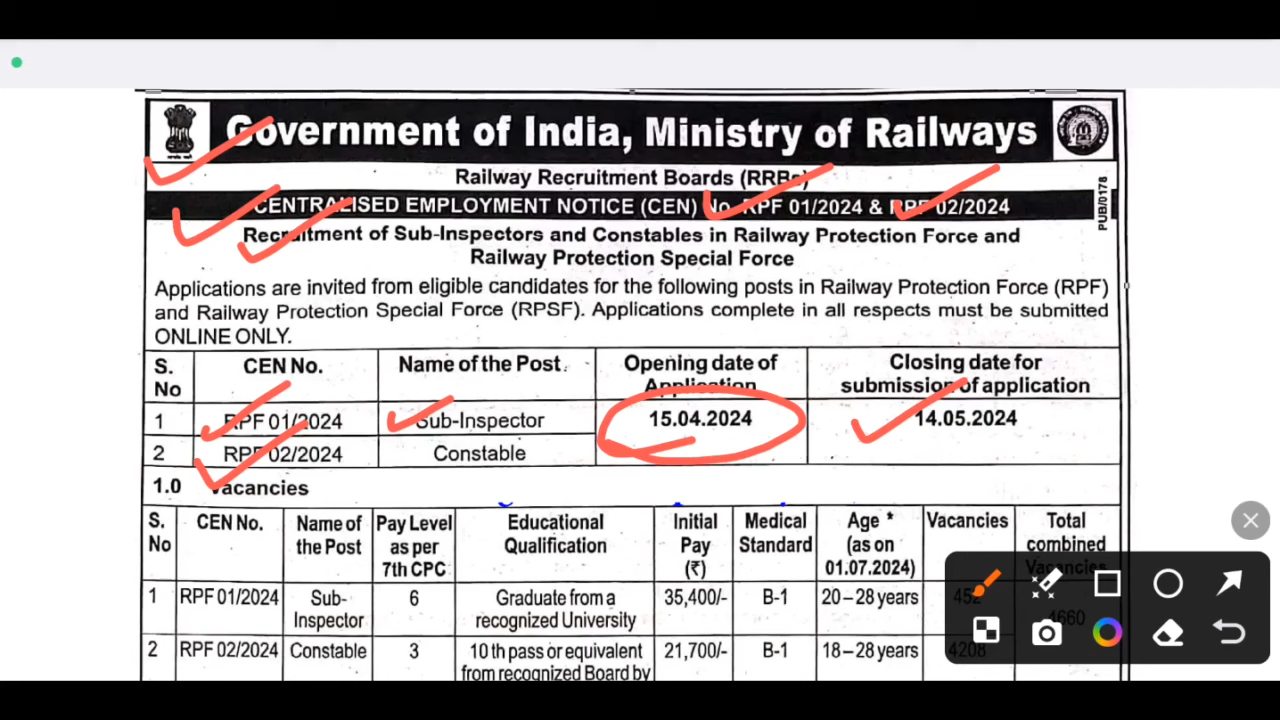 Government of India, Ministry of Railways
Railway Recruitment Boards (RRBs)
CENTRALISED EMPLOYMENT NOTICE (CEN) No. RPF 01/2024 & RPF 02/2024
PUB/0178
Recruitment of Sub-Inspectors and Constables in Railway Protection Force and
Railway Protection Special Force
Applications are invited from eligible candidates for the following posts in Railway Protection Force (RPF)
and Railway Protection Special Force (RPSF). Applications complete in all respects must be submitted
ONLINE ONLY.
S. No CEN No. Name of the Post. Opening date of Application Closing date for submission of application
1 RPF 01/2024 Sub-Inspector 15.04.2024 14.05.2024
2 RPF 02/2024 Constable
1.0 Vacancies
S. No CEN No. Name of the Post Pay Level as per 7th CPC Educational Qualification Initial Pay (₹) Medical Standard Age * (as on 01.07.2024) Vacancies Total combined Vacancies
1 RPF 01/2024 Sub-Inspector 6 Graduate from a recognized University 35,400/- B-1 20–28 years 452 4660
2 RPF 02/2024 Constable 3 10th pass or equivalent from recognized Board by 21,700/- B-1 18–28 years 4208